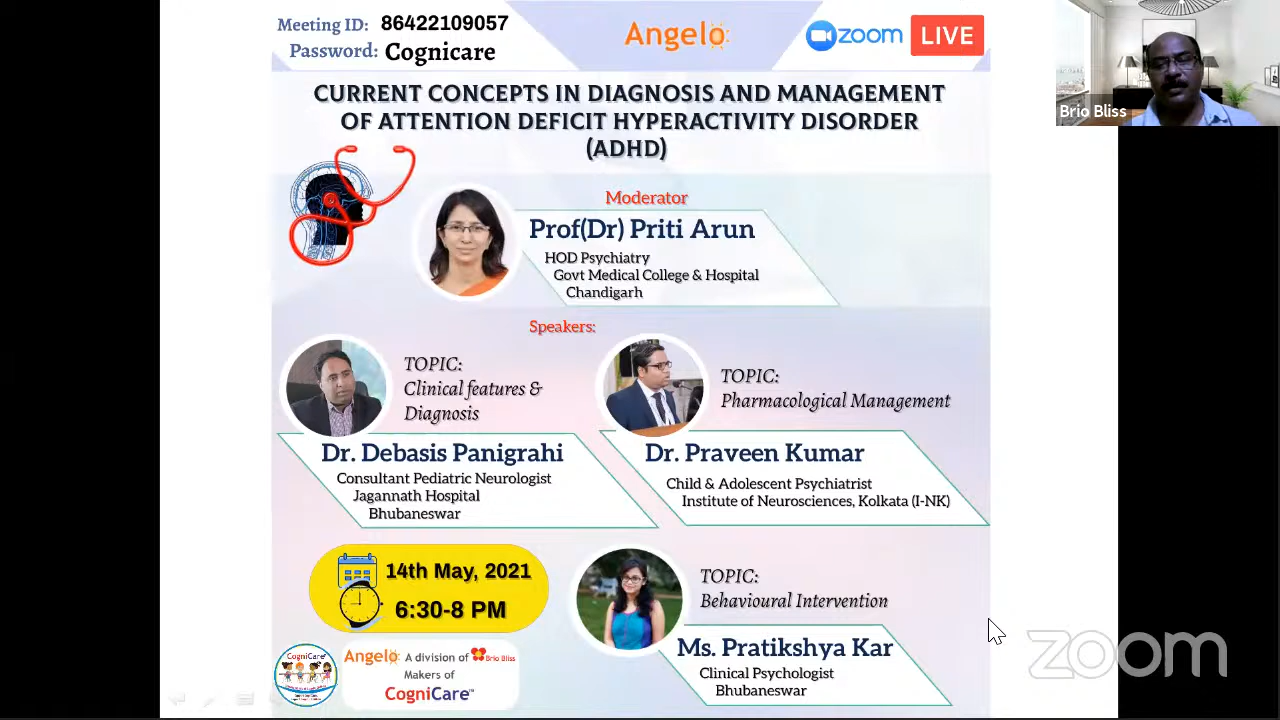 Meeting ID: 86422109057
Password: Cognicare
Angelo
zoom LIVE
Brio Bliss
CURRENT CONCEPTS IN DIAGNOSIS AND MANAGEMENT
OF ATTENTION DEFICIT HYPERACTIVITY DISORDER
(ADHD)
Moderator
Prof(Dr) Priti Arun
HOD Psychiatry
Govt Medical College & Hospital
Chandigarh
Speakers:
TOPIC:
Clinical features &
Diagnosis
Dr. Debasis Panigrahi
Consultant Pediatric Neurologist
Jagannath Hospital
Bhubaneswar
TOPIC:
Pharmacological Management
Dr. Praveen Kumar
Child & Adolescent Psychiatrist
Institute of Neurosciences, Kolkata (I-NK)
14th May, 2021
6:30-8 PM
TOPIC:
Behavioural Intervention
Ms. Pratikshya Kar
Clinical Psychologist
Bhubaneswar
CogniCare
Angelo A division of Brio Bliss
Makers of
CogniCare™
zoom